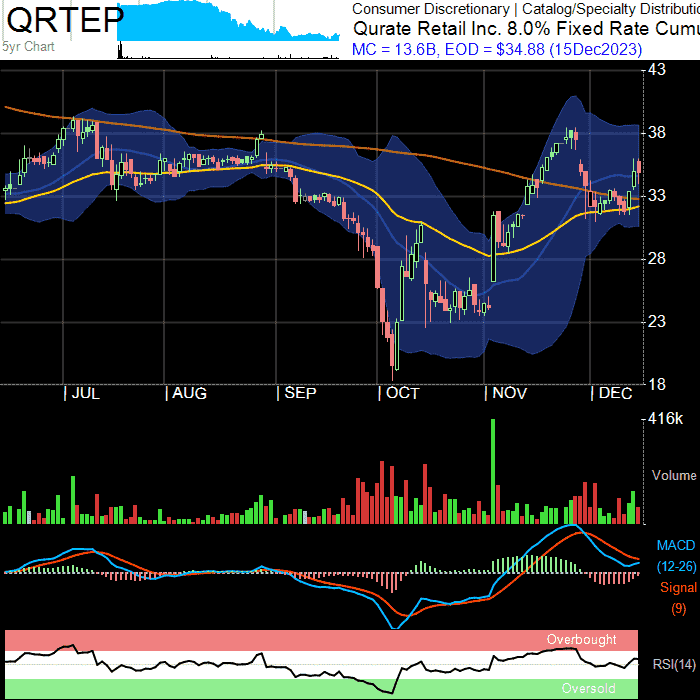 QRTEP
5yr Chart
Consumer Discretionary | Catalog/Specialty Distributio
Qurate Retail Inc. 8.0% Fixed Rate Cumu
MC = 13.6B, EOD = $34.88 (15Dec2023)
43
38
33
28
23
18
| JUL | AUG | SEP | OCT | NOV | DEC
416k
Volume
MACD
(12-26)
Signal
(9)
Overbought
RSI(14)
Oversold